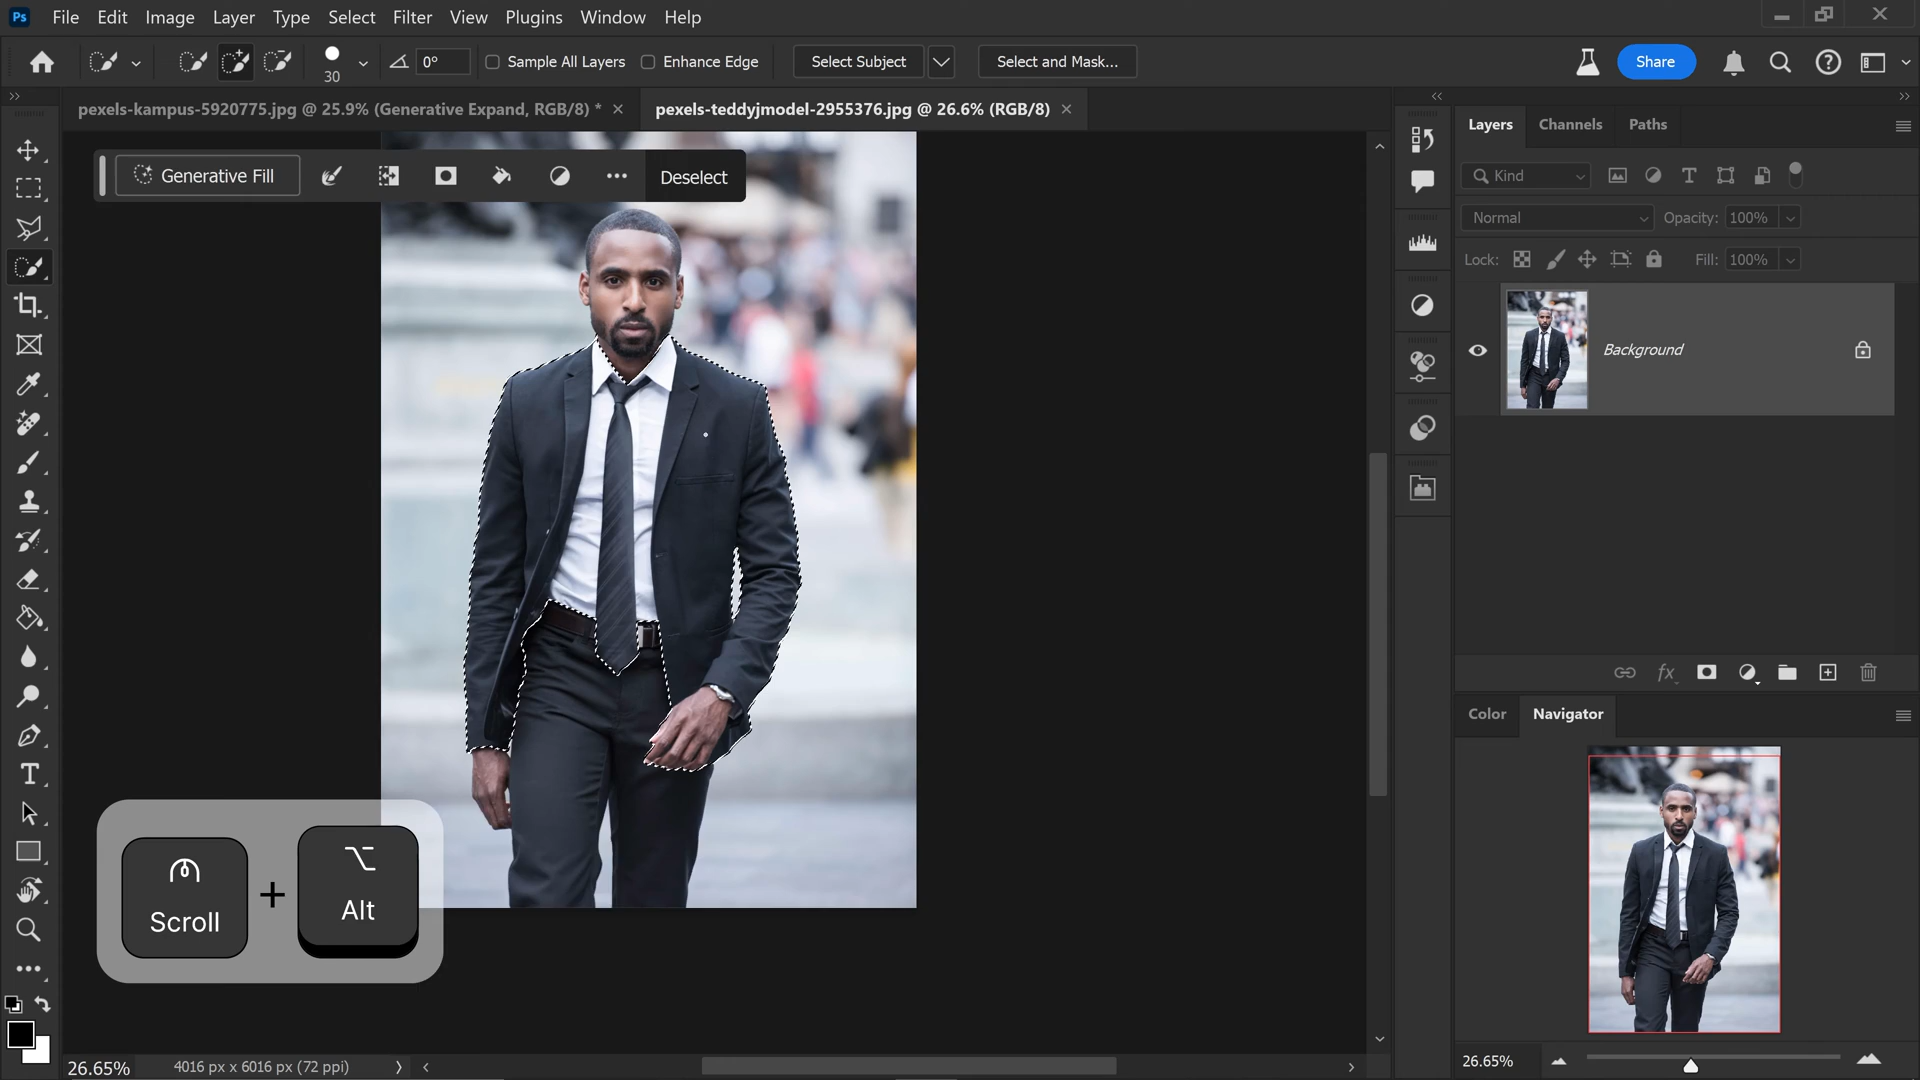 Ps File Edit Image Layer Type Select Filter View Plugins Window Help
30 0° Sample All Layers Enhance Edge Select Subject Select and Mask... Share
pexels-kampus-5920775.jpg @ 25.9% (Generative Expand, RGB/8) * × pexels-teddyjmodel-2955376.jpg @ 26.6% (RGB/8) ×
Generative Fill Deselect
Layers Channels Paths
Kind
Normal Opacity: 100%
Lock: Fill: 100%
Background
fx
Color Navigator
Scroll + Alt
26.65% 4016 px x 6016 px (72 ppi)
26.65%